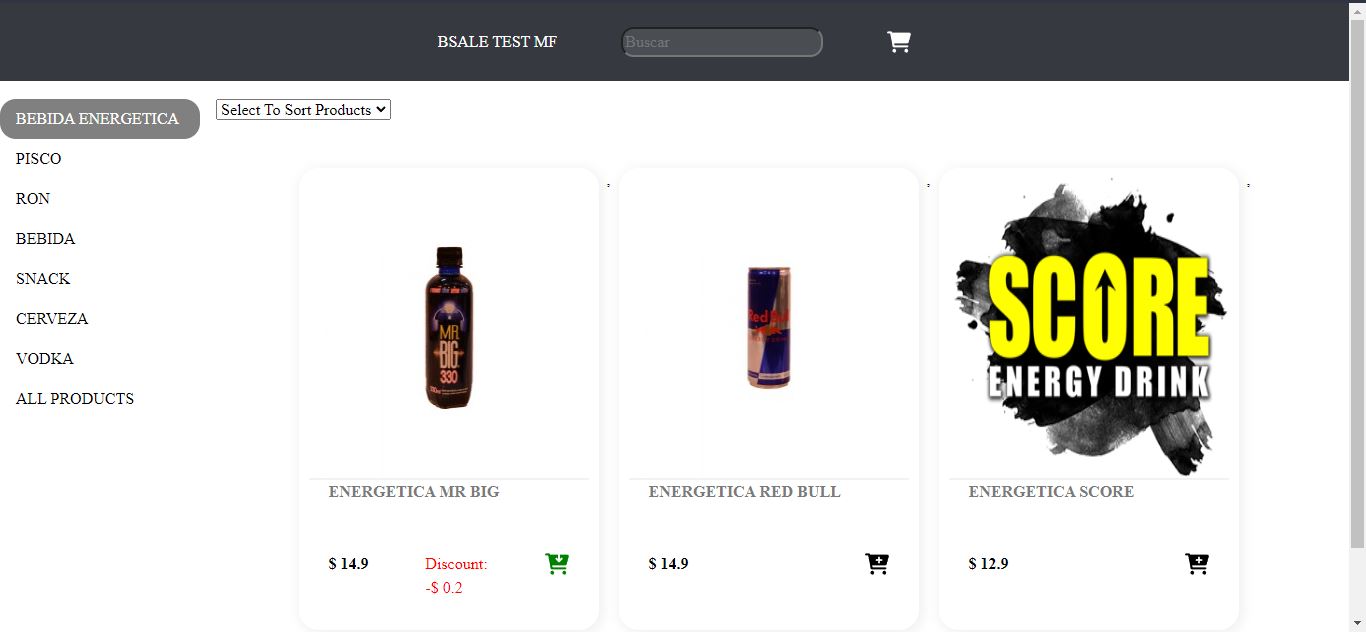 BSALE TEST MF
Buscar
BEBIDA ENERGETICA
Select To Sort Products
PISCO
RON
BEBIDA
SNACK
CERVEZA
VODKA
ALL PRODUCTS
MR.
BIG
330
Red Bull
SCORE
ENERGY DRINK
ENERGETICA MR BIG
ENERGETICA RED BULL
ENERGETICA SCORE
$ 14.9
Discount:
-$ 0.2
$ 14.9
$ 12.9